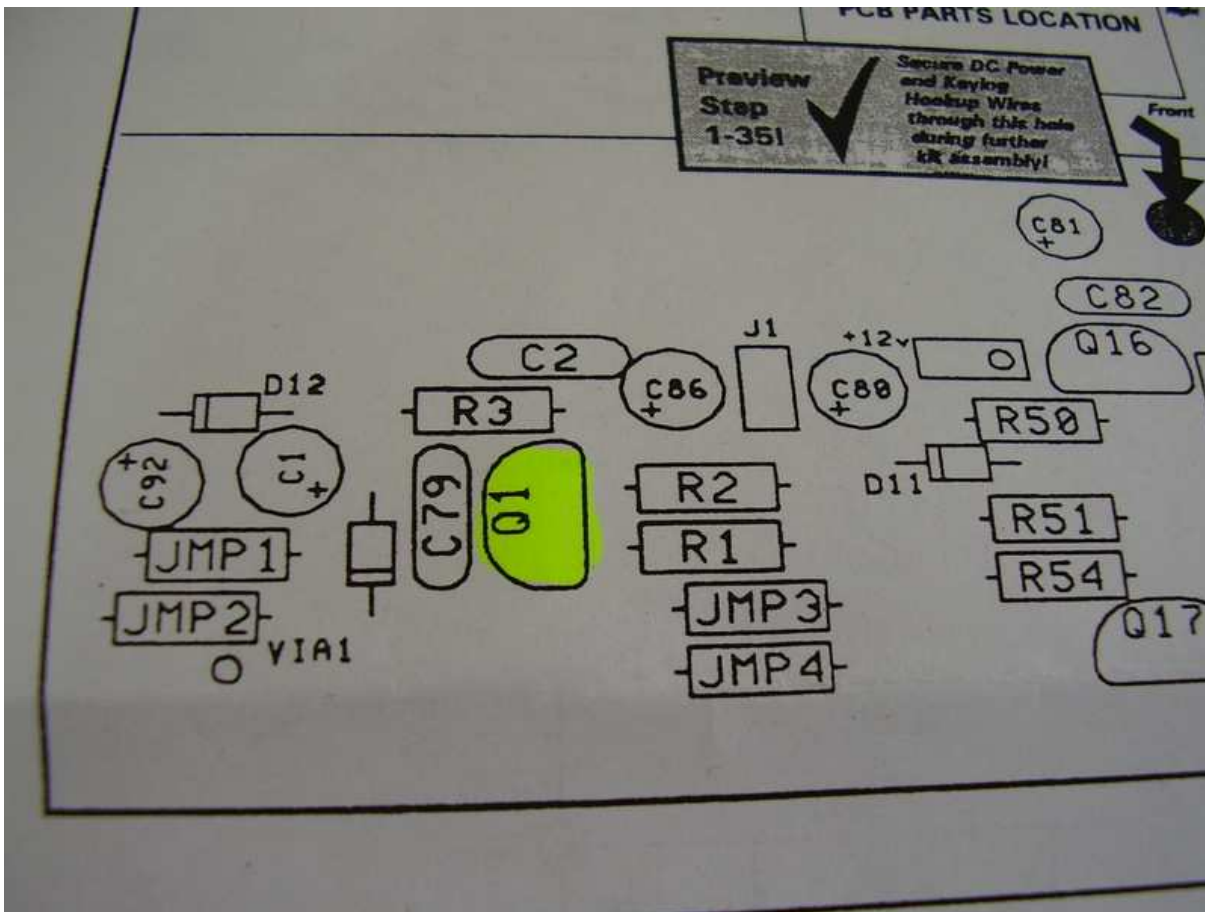 PCB PARTS LOCATION
Preview
Step
1-35!
Secure DC Power
and Keying
Hookup Wires
through this hole
during further
kit assembly!
Front
C81
+
C82
J1
+12v
Q16
C2
C86
+
C80
+
D12
R3
R50
C92
+
C1
+
C79
Q1
R2
D11
R51
JMP1
R1
R54
JMP2
JMP3
Q17
VIA1
JMP4